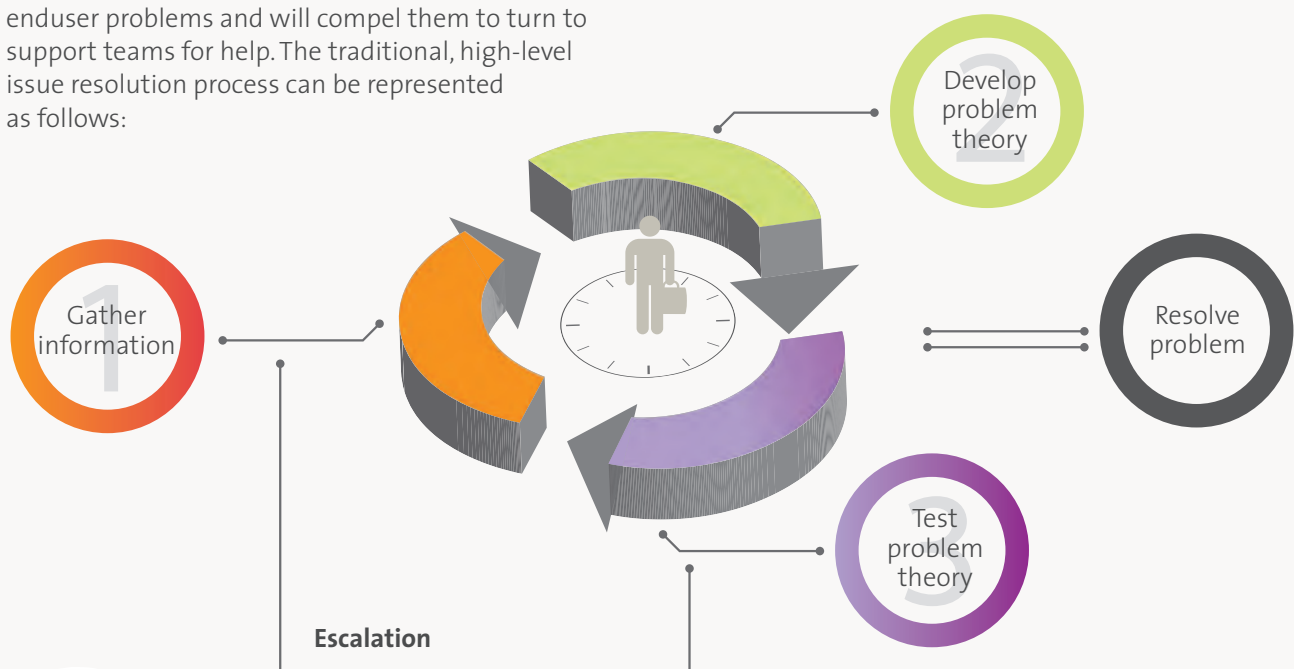 enduser problems and will compel them to turn to
support teams for help. The traditional, high-level
issue resolution process can be represented
as follows:
2
Develop
problem
theory
1
Gather
information
Resolve
problem
3
Test
problem
theory
Escalation